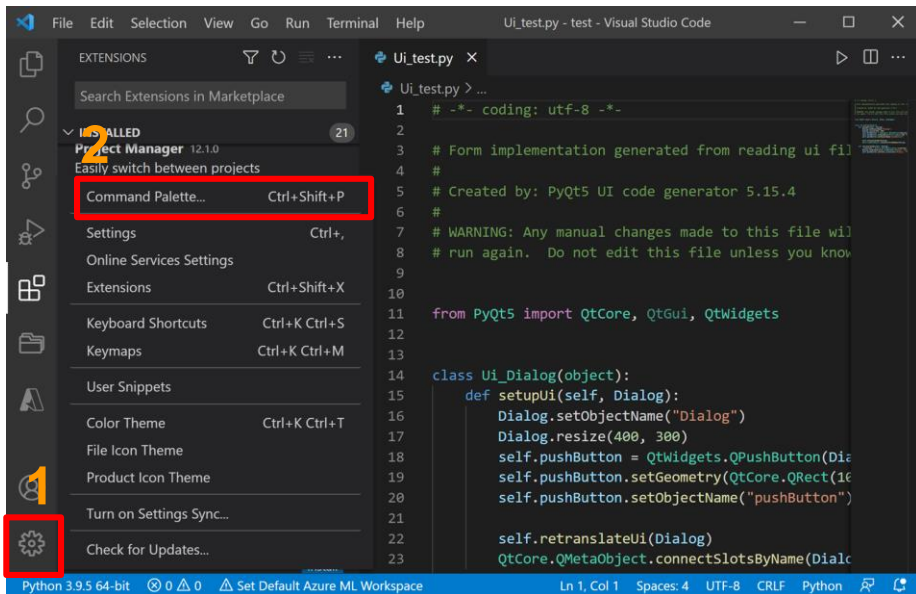 File Edit Selection View Go Run Terminal Help Ui_test.py - test - Visual Studio Code
EXTENSIONS
Search Extensions in Marketplace
INSTALLED 21
Project Manager 12.1.0
Easily switch between projects
2
Command Palette... Ctrl+Shift+P
Settings Ctrl+,
Online Services Settings
Extensions Ctrl+Shift+X
Keyboard Shortcuts Ctrl+K Ctrl+S
Keymaps Ctrl+K Ctrl+M
User Snippets
Color Theme Ctrl+K Ctrl+T
File Icon Theme
Product Icon Theme
Turn on Settings Sync...
Check for Updates...
1
Ui_test.py
Ui_test.py > ...
1 # -*- coding: utf-8 -*-
2
3 # Form implementation generated from reading ui fil
4 #
5 # Created by: PyQt5 UI code generator 5.15.4
6 #
7 # WARNING: Any manual changes made to this file wil
8 # run again. Do not edit this file unless you know
9
10
11 from PyQt5 import QtCore, QtGui, QtWidgets
12
13
14 class Ui_Dialog(object):
15 def setupUi(self, Dialog):
16 Dialog.setObjectName("Dialog")
17 Dialog.resize(400, 300)
18 self.pushButton = QtWidgets.QPushButton(Dia
19 self.pushButton.setGeometry(QtCore.QRect(10
20 self.pushButton.setObjectName("pushButton")
21
22 self.retranslateUi(Dialog)
23 QtCore.QMetaObject.connectSlotsByName(Dialo
Python 3.9.5 64-bit 0 0 Set Default Azure ML Workspace Ln 1, Col 1 Spaces: 4 UTF-8 CRLF Python